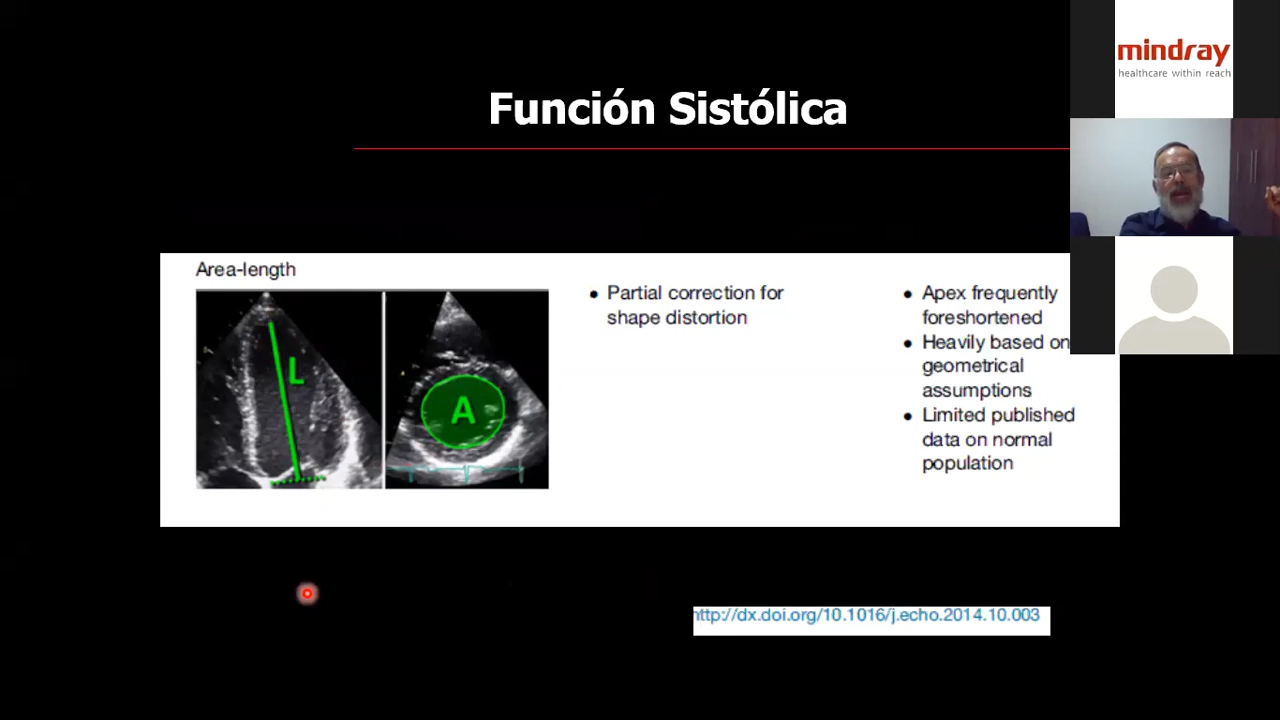 mindray
healthcare within reach
Función Sistólica
Area-length
L
A
• Partial correction for
shape distortion
• Apex frequently
foreshortened
• Heavily based on
geometrical
assumptions
• Limited published
data on normal
population
http://dx.doi.org/10.1016/j.echo.2014.10.003